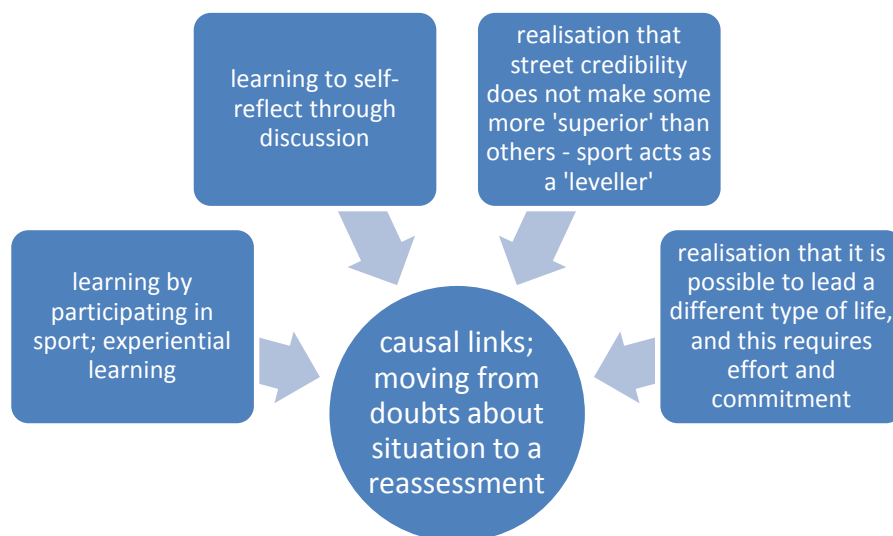 learning by
participating in
sport; experiential
learning
learning to self-
reflect through
discussion
realisation that
street credibility
does not make some
more 'superior' than
others - sport acts as
a 'leveller'
realisation that it is
possible to lead a
different type of life,
and this requires
effort and
commitment
causal links;
moving from
doubts about
situation to a
reassessment